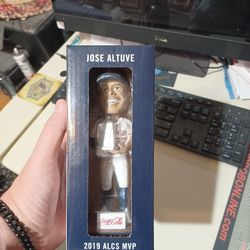 JOSE ALTUVE
Coca-Cola
2019 ALCS MVP